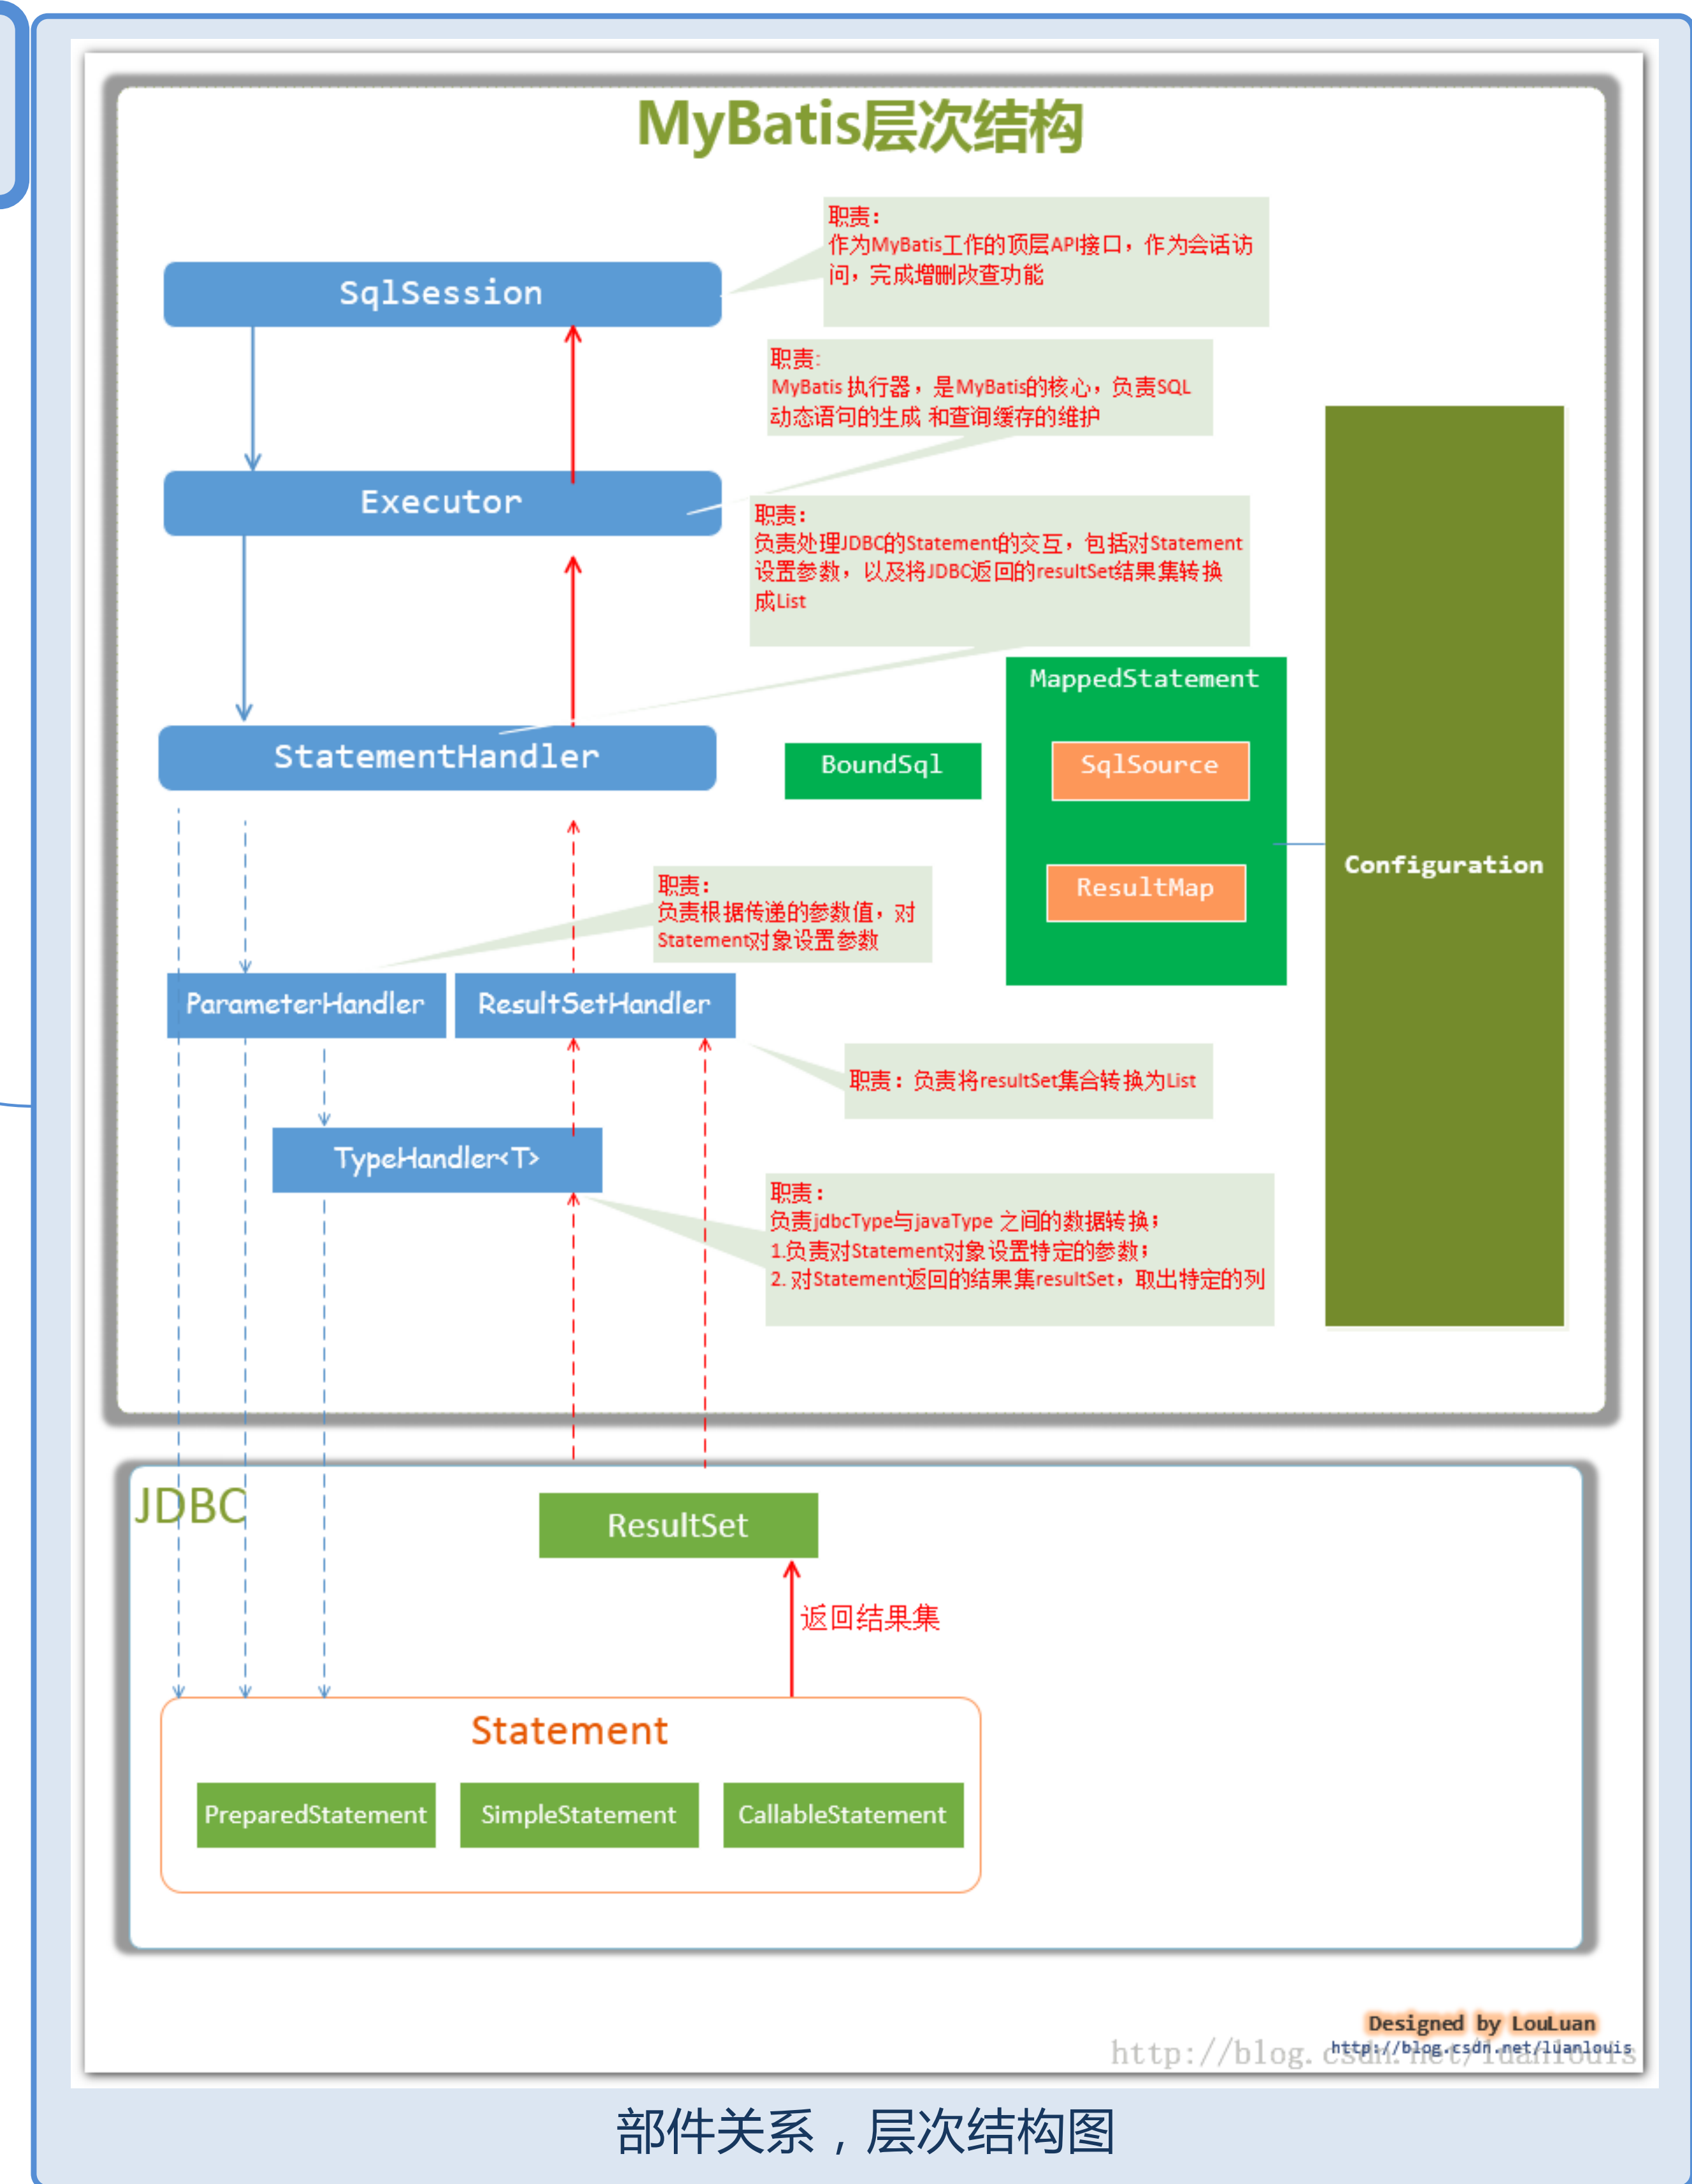 MyBatis层次结构
职责：
作为MyBatis工作的顶层API接口，作为会话访
问，完成增删改查功能
SqlSession
职责:
MyBatis 执行器，是MyBatis的核心，负责SQL
动态语句的生成 和查询缓存的维护
Executor
职责：
负责处理JDBC的Statement的交互，包括对Statement
设置参数，以及将JDBC返回的resultSet结果集转换
成List
MappedStatement
StatementHandler
BoundSql
SqlSource
Configuration
ResultMap
职责：
负责根据传递的参数值，对
Statement对象设置参数
ParameterHandler
ResultSetHandler
职责：负责将resultSet集合转换为List
TypeHandler<T>
职责：
负责jdbcType与javaType 之间的数据转换；
1.负责对Statement对象设置特定的参数；
2. 对Statement返回的结果集resultSet，取出特定的列
JDBC
ResultSet
返回结果集
Statement
PreparedStatement
SimpleStatement
CallableStatement
Designed by LouLuan
http://blog.csdn.net/luanlouis
http://blog.csdn.net/luanlouis
部件关系，层次结构图